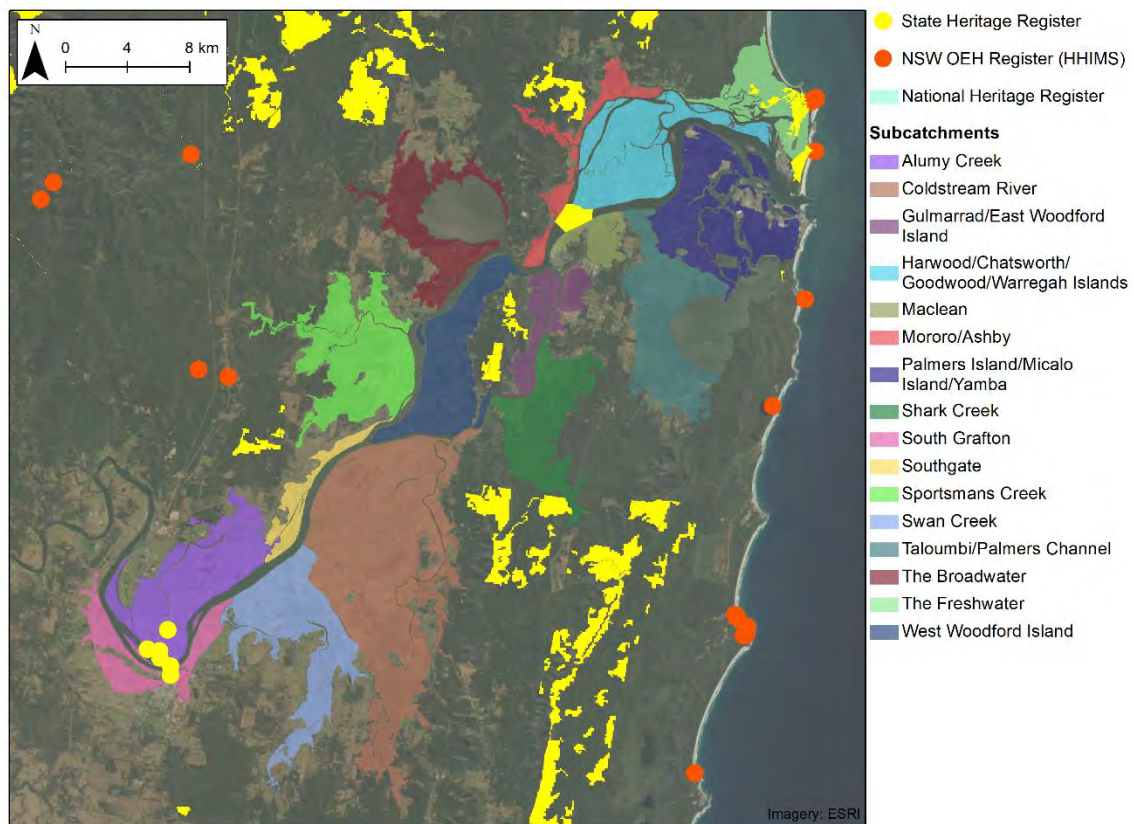 N
0 4 8 km
State Heritage Register
NSW OEH Register (HHIMS)
National Heritage Register
Subcatchments
Alumy Creek
Coldstream River
Gulmarrad/East Woodford
Island
Harwood/Chatsworth/
Goodwood/Warregah Islands
Maclean
Mororo/Ashby
Palmers Island/Micalo
Island/Yamba
Shark Creek
South Grafton
Southgate
Sportsmans Creek
Swan Creek
Taloumbi/Palmers Channel
The Broadwater
The Freshwater
West Woodford Island
Imagery: ESRI